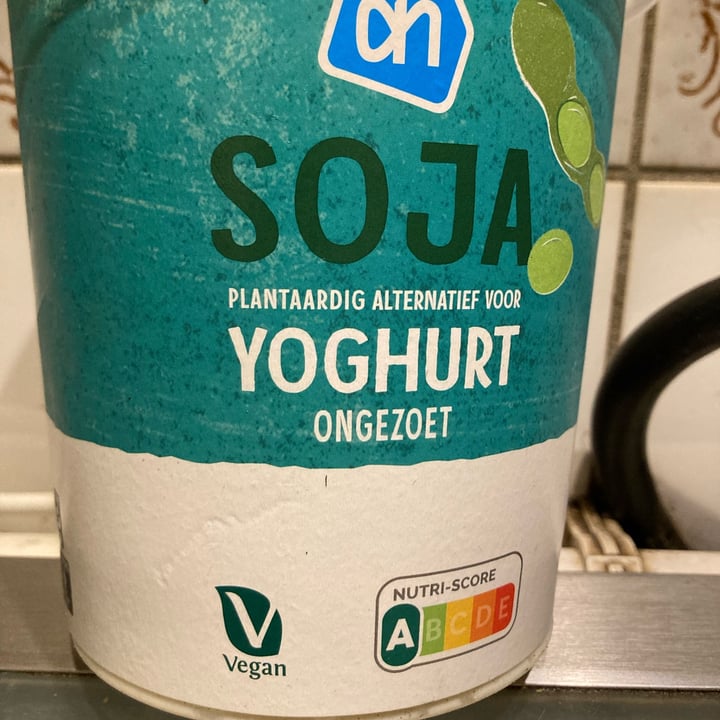 ah
SOJA
PLANTAARDIG ALTERNATIEF VOOR
YOGHURT
ONGEZOET
V
Vegan
NUTRI-SCORE
A B C D E